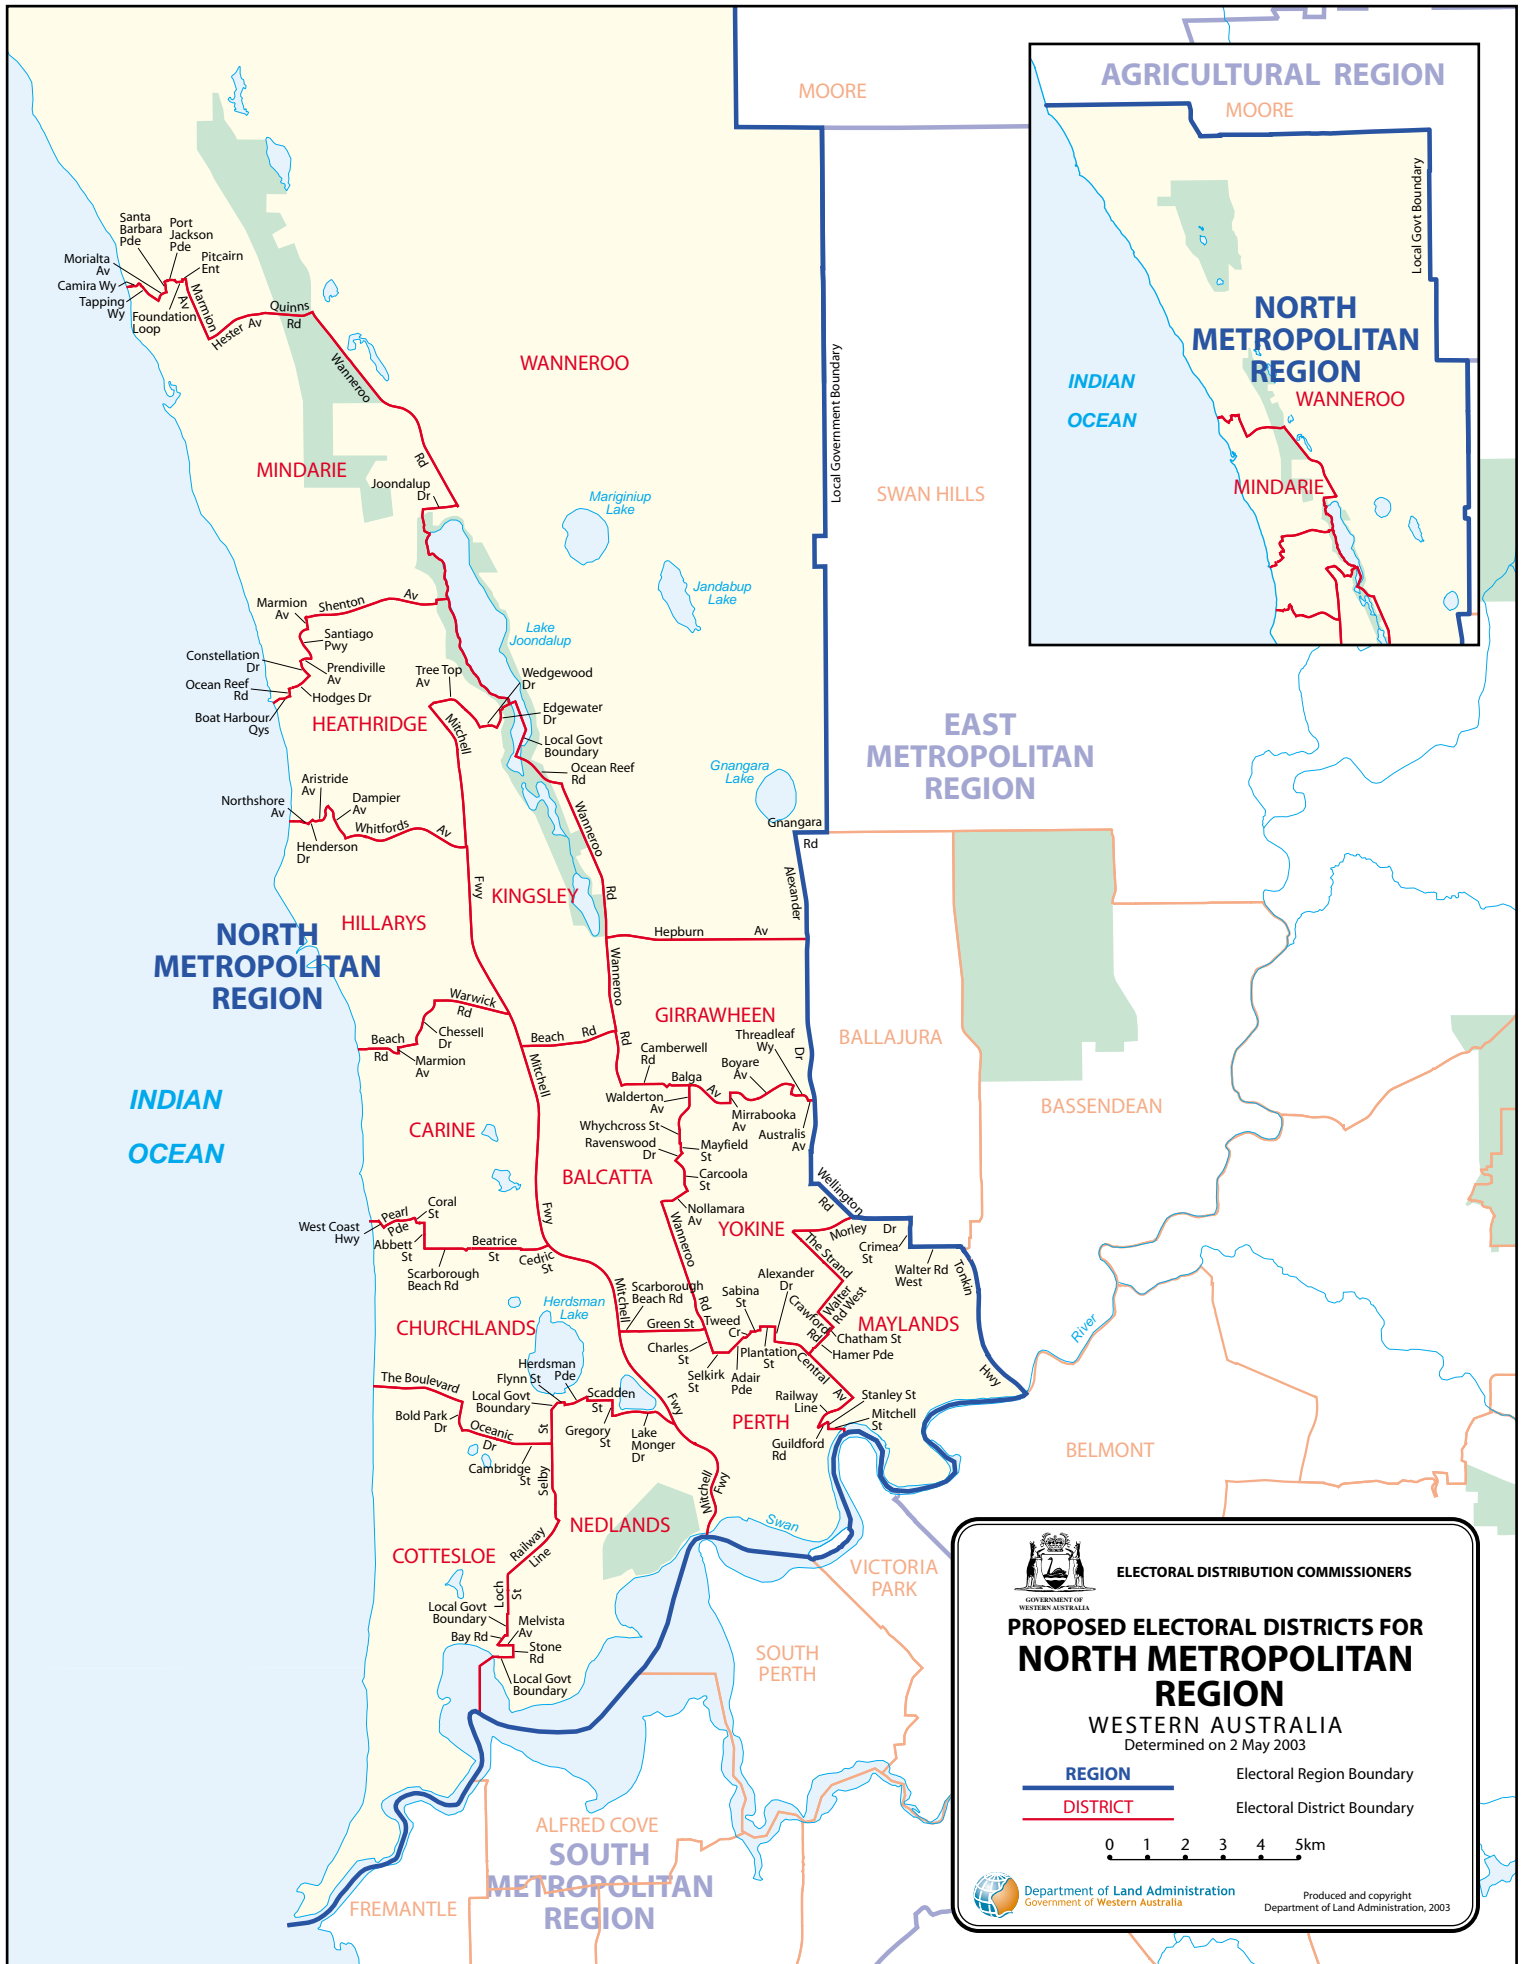 MOORE
AGRICULTURAL REGION
MOORE
Local Govt Boundary
NORTH
METROPOLITAN
REGION
INDIAN
OCEAN
WANNEROO
MINDARIE
Santa
Barbara
Pde
Port
Jackson
Pde
Pitcairn
Ent
Morialta
Av
Camira Wy
Tapping
Wy
Foundation
Loop
Av
Marmion
Hester Av
Quinns
Rd
Wanneroo
Rd
WANNEROO
Local Government Boundary
MINDARIE
Joondalup
Dr
Mariginiup
Lake
SWAN HILLS
Jandabup
Lake
Marmion
Av
Shenton
Av
Santiago
Pwy
Lake
Joondalup
Constellation
Dr
Prendiville
Av
Ocean Reef
Rd
Hodges Dr
Boat Harbour
Qys
Tree Top
Av
Wedgewood
Dr
Edgewater
Dr
HEATHRIDGE
Mitchell
Local Govt
Boundary
Ocean Reef
Rd
EAST
METROPOLITAN
REGION
Gnangara
Lake
Aristride
Av
Northshore
Av
Dampier
Av
Whitfords
Av
Henderson
Dr
Wanneroo
Rd
Gnangara
Rd
Alexander
Fwy
KINGSLEY
HILLARYS
NORTH
METROPOLITAN
REGION
Hepburn
Av
Wanneroo
Warwick
Rd
GIRRAWHEEN
Beach
Rd
Chessell
Dr
Marmion
Av
Beach
Rd
Rd
Mitchell
Camberwell
Rd
Threadleaf
Wy
Dr
Balga
Av
Boyare
Av
BALLAJURA
BASSENDEAN
INDIAN
OCEAN
Walderton
Av
Mirrabooka
Av
Australis
Av
Whychcross St
Ravenswood
Dr
Mayfield
St
Carcoola
St
CARINE
BALCATTA
Nollamara
Av
Wellington
Rd
YOKINE
Morley
Dr
Crimea
St
Walter Rd
West
Tonkin
Coral
St
Pearl
Pde
West Coast
Hwy
Abbett
St
Beatrice
St
Scarborough
Beach Rd
Cedric
St
Fwy
Wanneroo
Rd
The Strand
Alexander
Dr
Walter
Rd West
Crawford
Rd
Sabina
St
Scarborough
Beach Rd
Mitchell
Herdsman
Lake
Green St
Tweed
Cr
MAYLANDS
Chatham St
Hamer Pde
CHURCHLANDS
Charles
St
Selkirk
St
Adair
Pde
Plantation
St
Central
Av
River
Hwy
The Boulevard
Herdsman
Pde
Flynn St
Local Govt
Boundary
Scadden
St
Fwy
Bold Park
Dr
Oceanic
Dr
Gregory
St
Lake
Monger
Dr
PERTH
Railway
Line
Stanley St
Mitchell
St
Guildford
Rd
Cambridge
St
St
Selby
BELMONT
Mitchell
Fwy
Swan
NEDLANDS
COTTESLOE
Railway
Line
Loch
St
VICTORIA
PARK
Local Govt
Boundary
Melvista
Av
Bay Rd
Stone
Rd
Local Govt
Boundary
SOUTH
PERTH
ALFRED COVE
SOUTH
METROPOLITAN
REGION
FREMANTLE
GOVERNMENT OF
WESTERN AUSTRALIA
ELECTORAL DISTRIBUTION COMMISSIONERS
PROPOSED ELECTORAL DISTRICTS FOR
NORTH METROPOLITAN
REGION
WESTERN AUSTRALIA
Determined on 2 May 2003
REGION Electoral Region Boundary
DISTRICT Electoral District Boundary
0 1 2 3 4 5km
Department of Land Administration
Government of Western Australia
Produced and copyright
Department of Land Administration, 2003